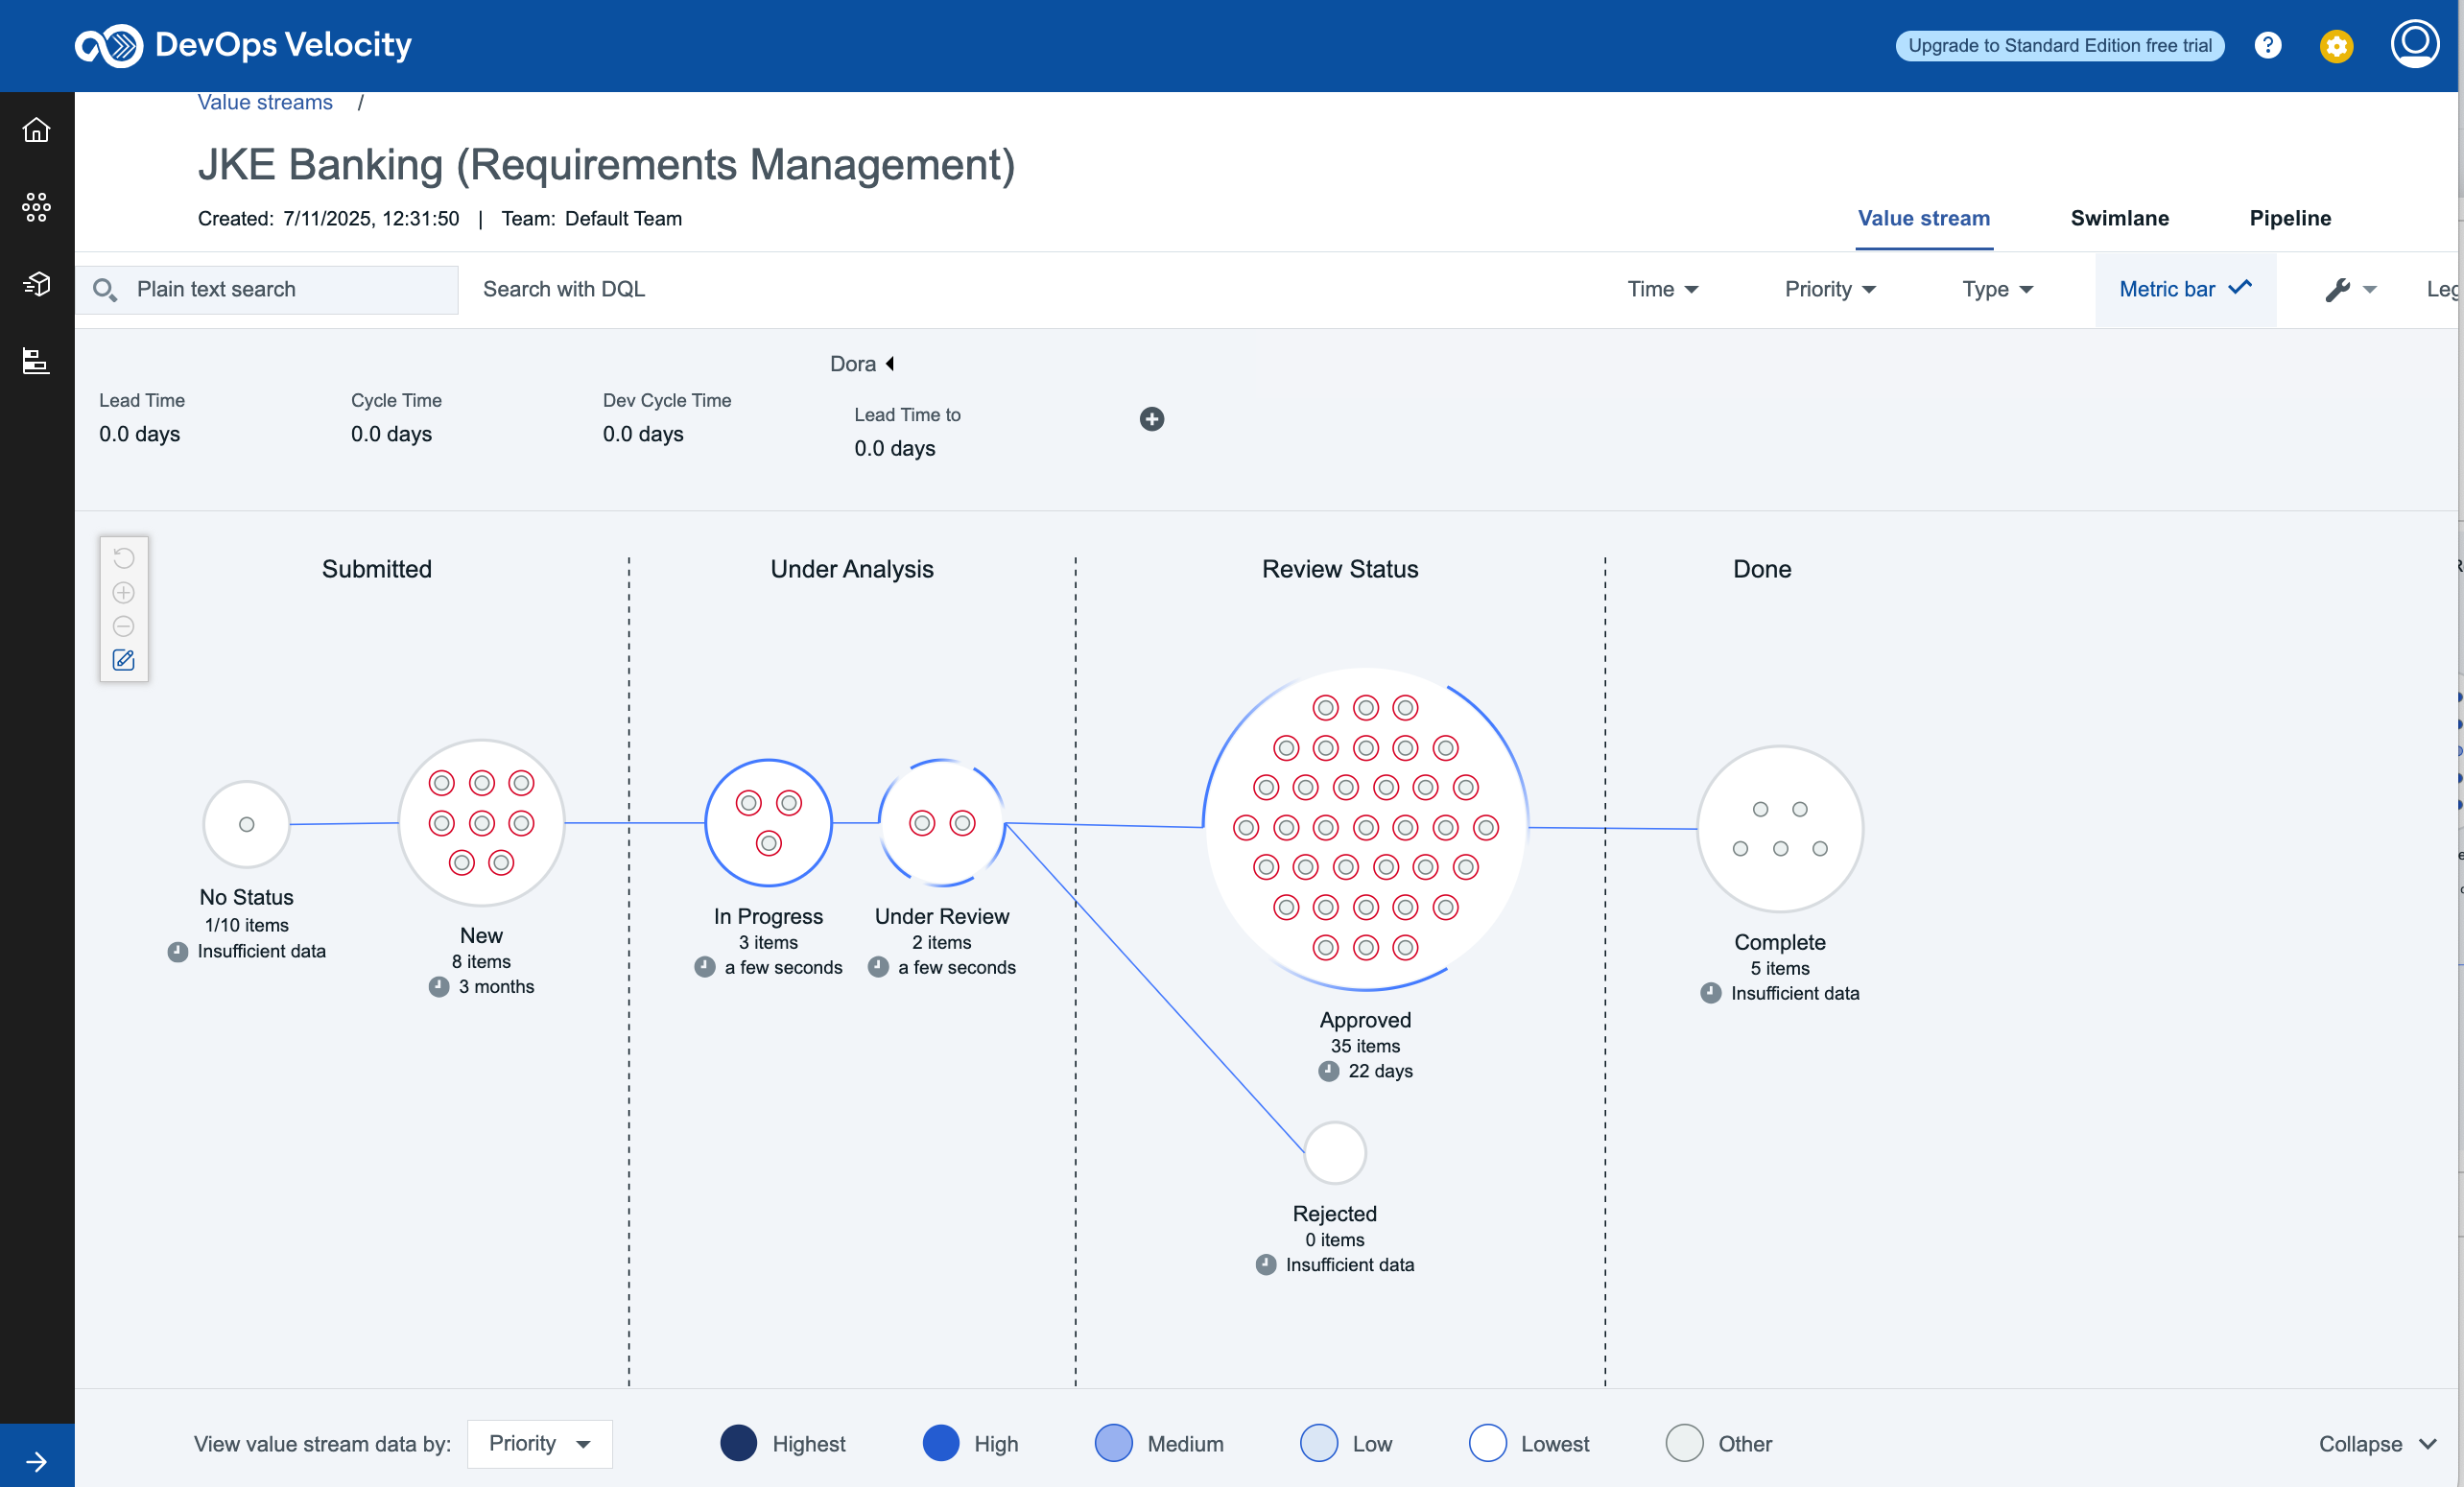 DevOps Velocity
Upgrade to Standard Edition free trial
?
Value streams /
JKE Banking (Requirements Management)
Created: 7/11/2025, 12:31:50 | Team: Default Team
Value stream
Swimlane
Pipeline
Plain text search
Search with DQL
Time
Priority
Type
Metric bar
Dora
Lead Time
0.0 days
Cycle Time
0.0 days
Dev Cycle Time
0.0 days
Lead Time to
0.0 days
Submitted
Under Analysis
Review Status
Done
No Status
1/10 items
Insufficient data
New
8 items
3 months
In Progress
3 items
a few seconds
Under Review
2 items
a few seconds
Approved
35 items
22 days
Rejected
0 items
Insufficient data
Complete
5 items
Insufficient data
View value stream data by:
Priority
Highest
High
Medium
Low
Lowest
Other
Collapse